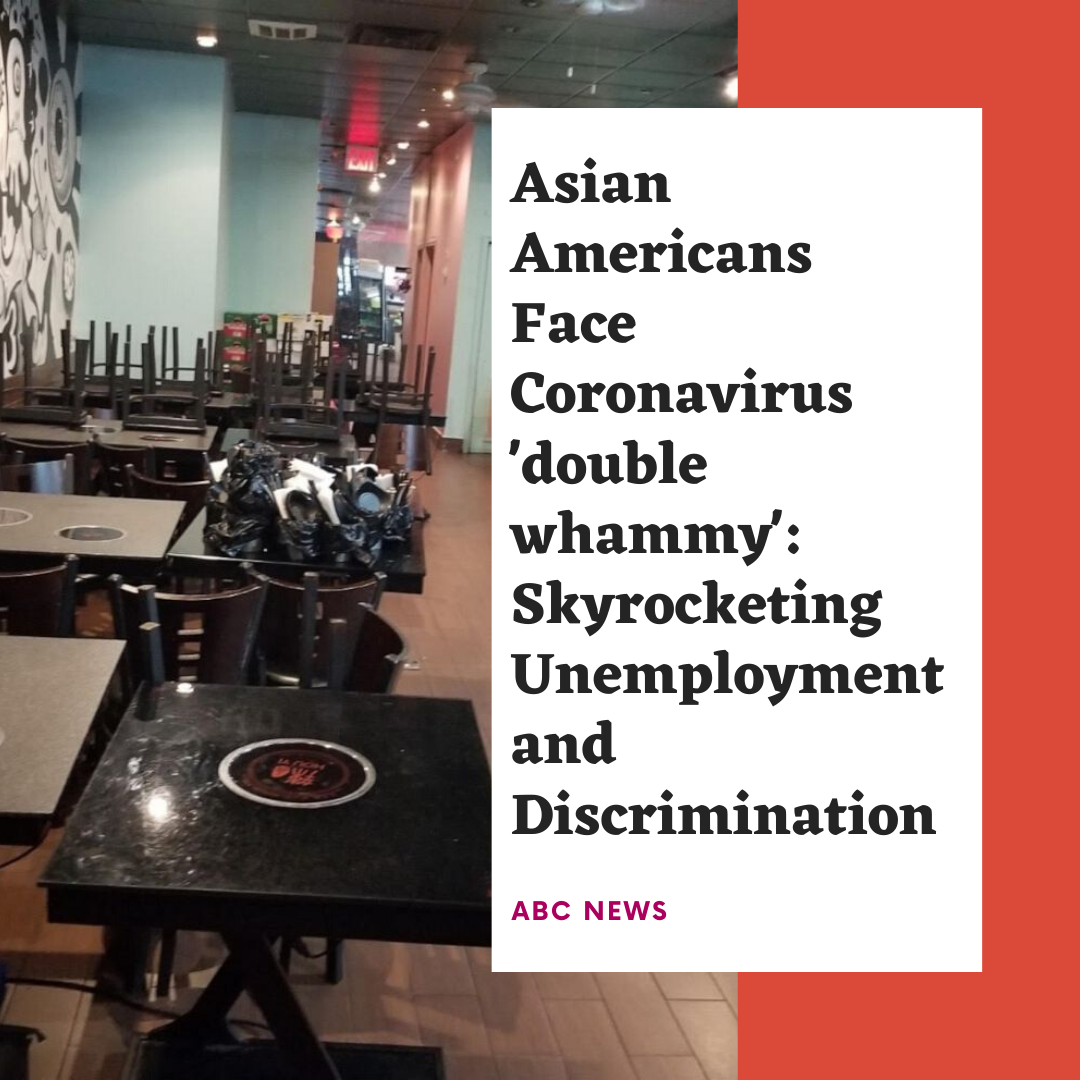 EXIT
Asian
Americans
Face
Coronavirus
'double
whammy':
Skyrocketing
Unemployment
and
Discrimination
ABC NEWS